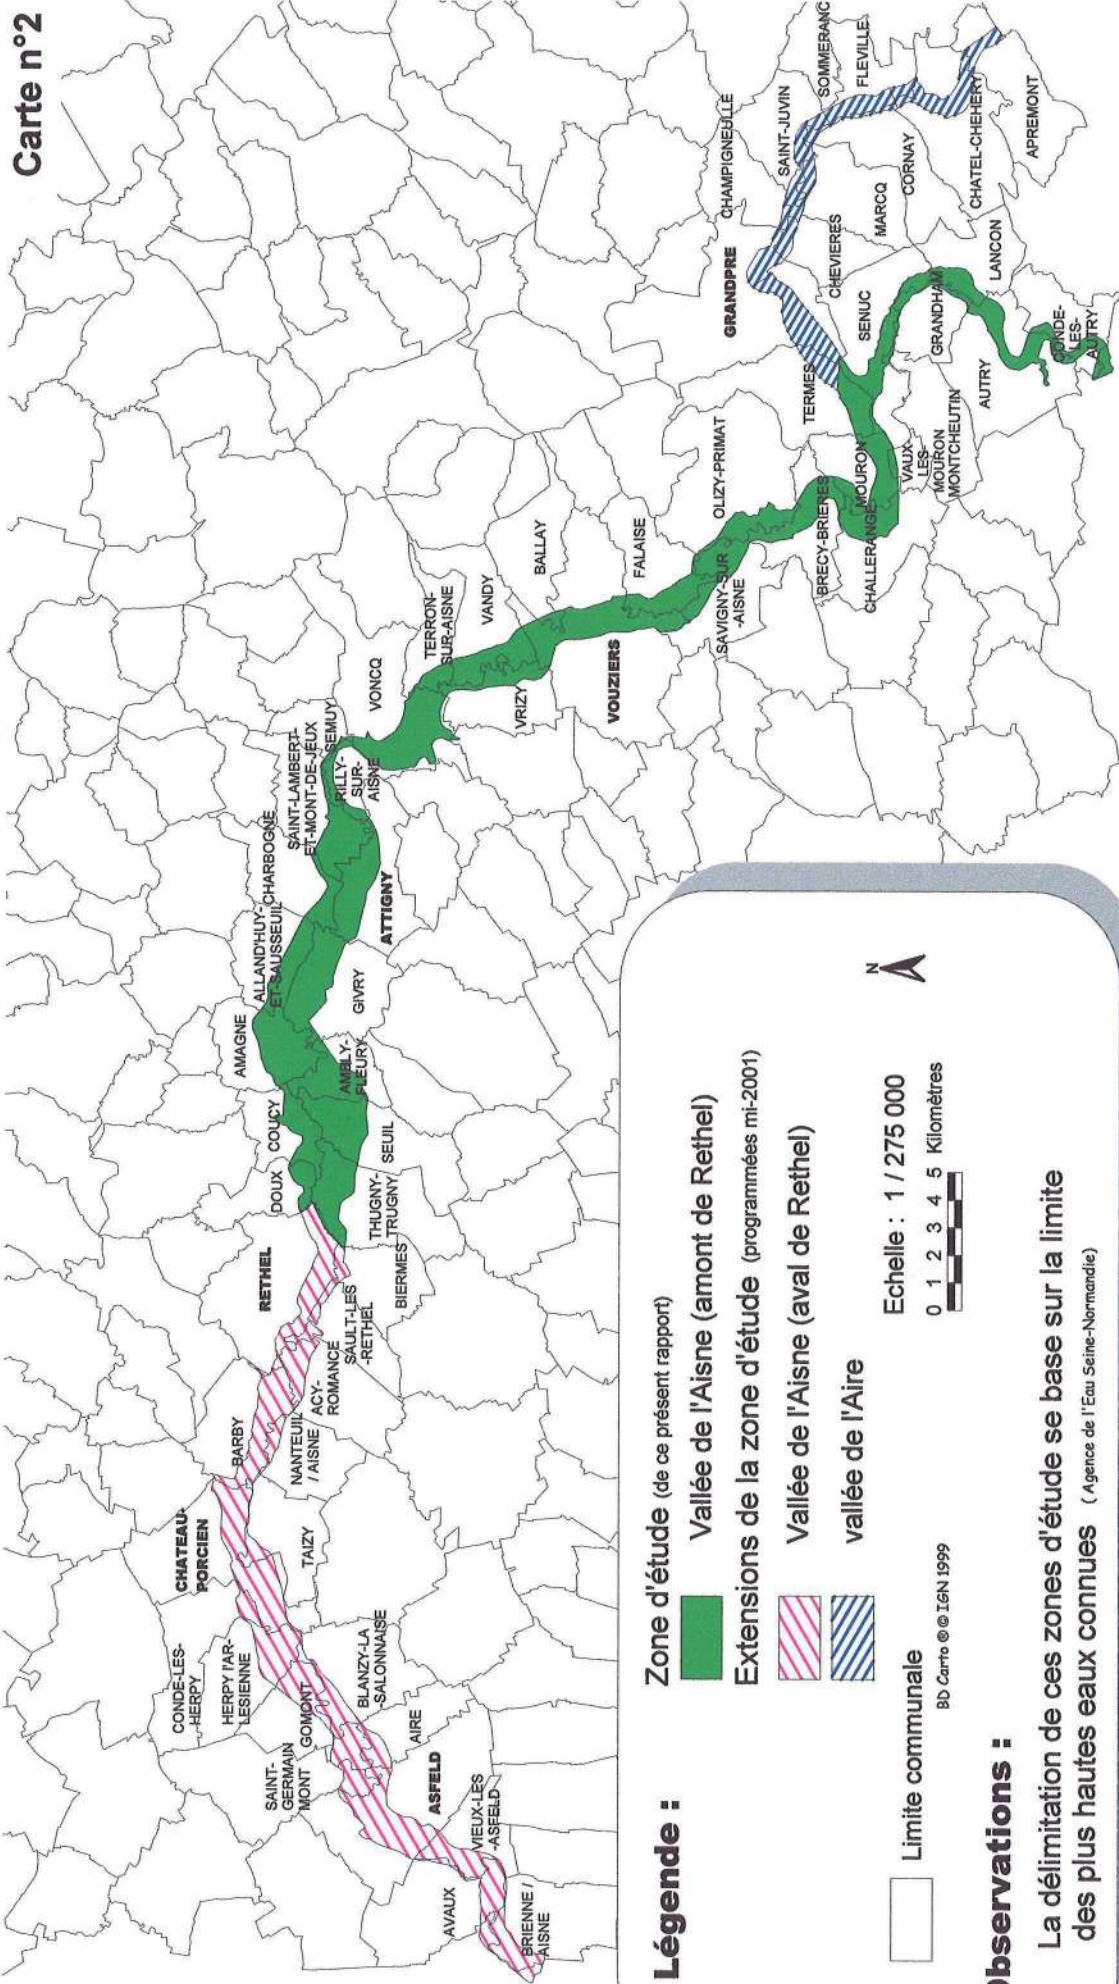 Carte n°2
CONDE-LES-
HERPY
HERPY l'AR-
LESIENNE
SAINT-
GERMAIN
MONT
GOMONT
BLANZY-LA
-SALONNAISE
AIRE
ASFELD
VIEUX-LES
-ASFELD
AVAUX
BRIENNE /
AISNE
CHATEAU-
PORCIEN
TAIZY
BARBY
NANTEUIL
/ AISNE
ACY-
ROMANCE
SAULT-LES
-RETHEL
RETHEL
BIERMES
DOUX
THUGNY-
TRUGNY
COUCY
SEUIL
AMAGNE
AMBLY-
FLEURY
ALLAND'HUY-
ET-SAUSSEUIL
GIVRY
CHARBOGNE
ATTIGNY
SAINT-LAMBERT-
ET-MONT-DE-JEUX
RILLY-
SUR-
AISNE
SEMUY
VONCQ
TERRON-
SUR-AISNE
VANDY
VRIZY
BALLAY
VOUZIERS
FALAISE
SAVIGNY-SUR
-AISNE
OLIZY-PRIMAT
BRECY-BRIERES
CHALLERANGE
MOURON
VAUX-
LES-
MOURON
MONTCHEUTIN
TERMES
SENUC
GRANDHAM
AUTRY
CONDE-
LES-
AUTRY
LANCON
GRANDPRE
CHEVIERES
MARCQ
CHAMPIGNEULLE
SAINT-JUVIN
CORNAY
SOMMERANC
FLEVILLE
CHATEL-CHEHERY
APREMONT
Légende :
Zone d'étude (de ce présent rapport)
Vallée de l'Aisne (amont de Rethel)
Extensions de la zone d'étude (programmées mi-2001)
Vallée de l'Aisne (aval de Rethel)
vallée de l'Aire
Limite communale
BD Carto ® © IGN 1999
Echelle : 1 / 275 000
0 1 2 3 4 5 Kilomètres
N
Observations :
La délimitation de ces zones d'étude se base sur la limite
des plus hautes eaux connues ( Agence de l'Eau Seine-Normandie)